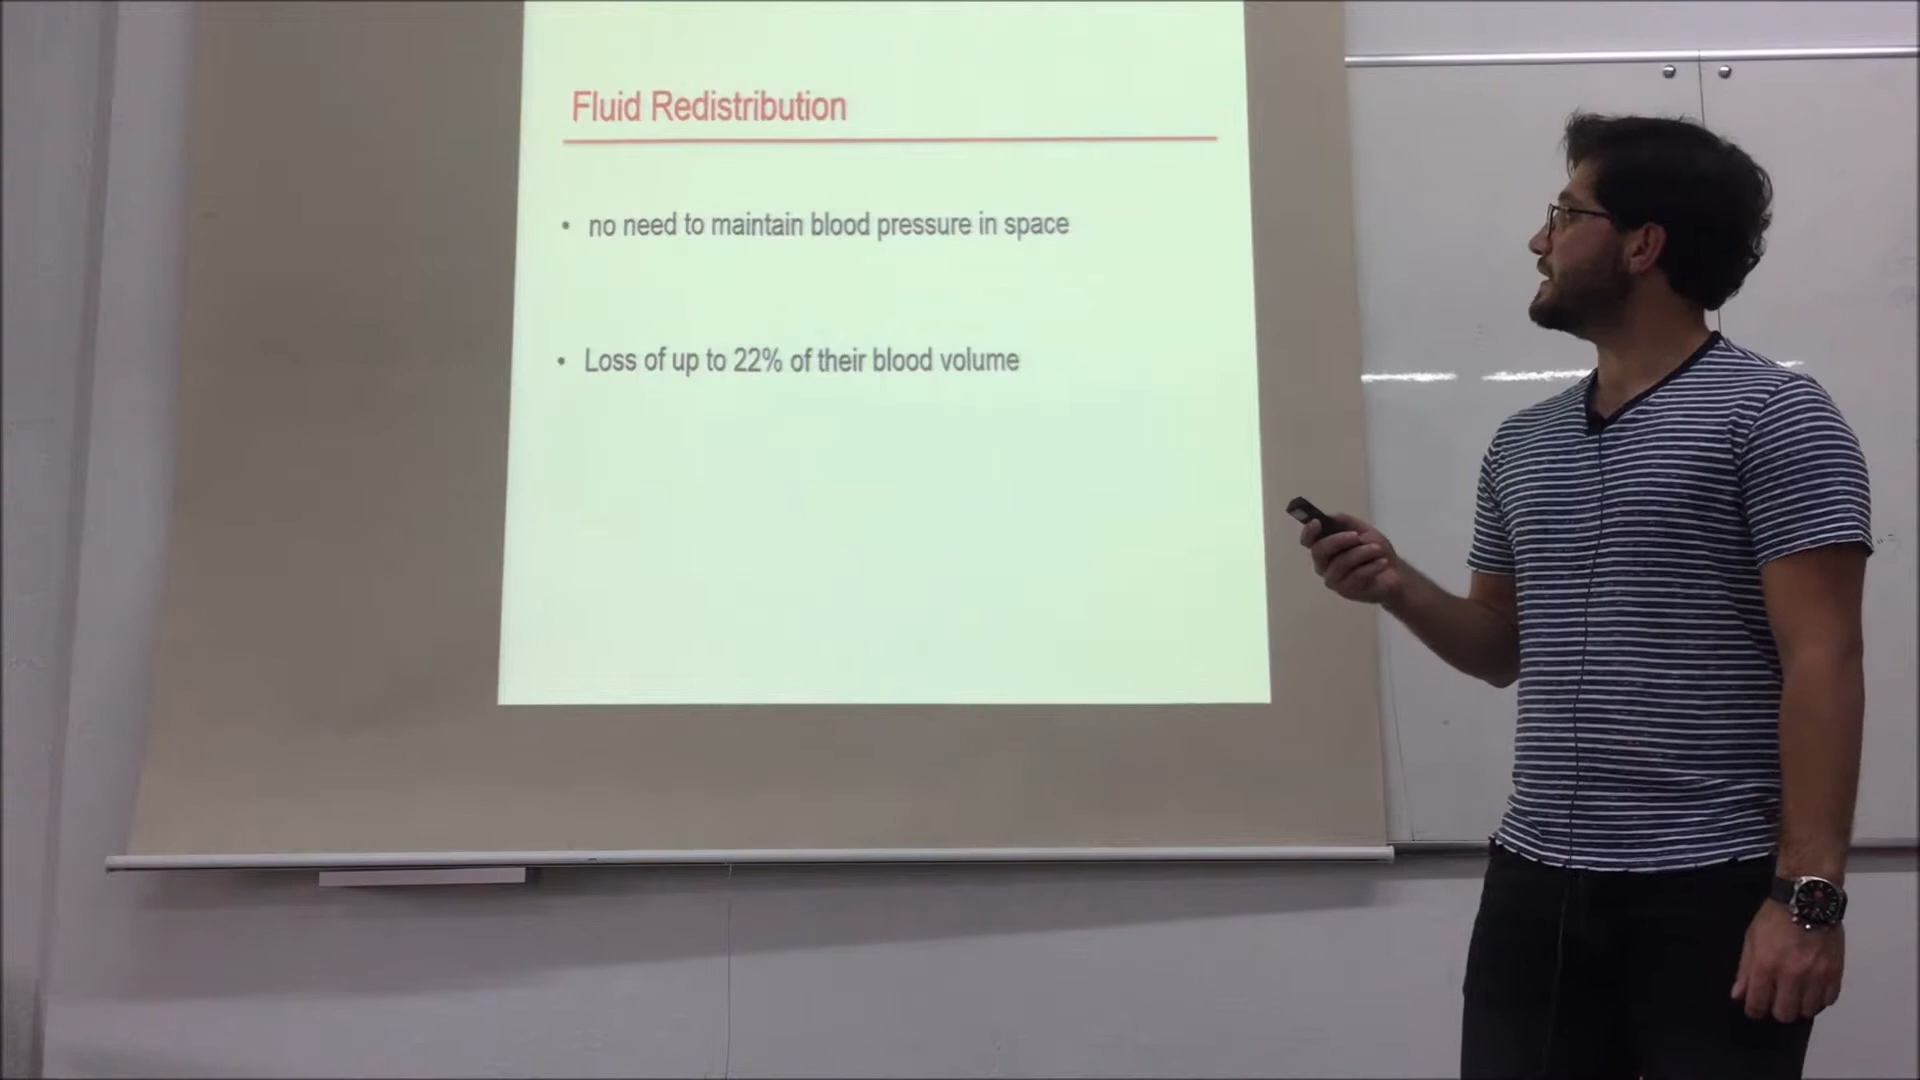 Fluid Redistribution
• no need to maintain blood pressure in space
• Loss of up to 22% of their blood volume